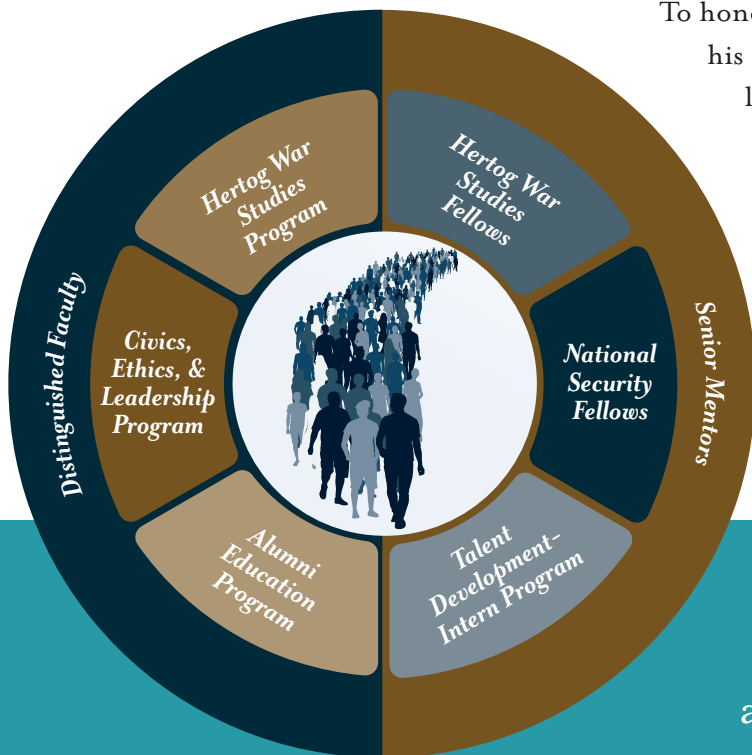 To hono
his
l
Hertog War
Studies
Program
Hertog War
Studies
Fellows
Distinguished Faculty
Civics,
Ethics, &
Leadership
Program
National
Security
Fellows
Senior Mentors
Alumni
Education
Program
Talent
Development-
Intern Program
a